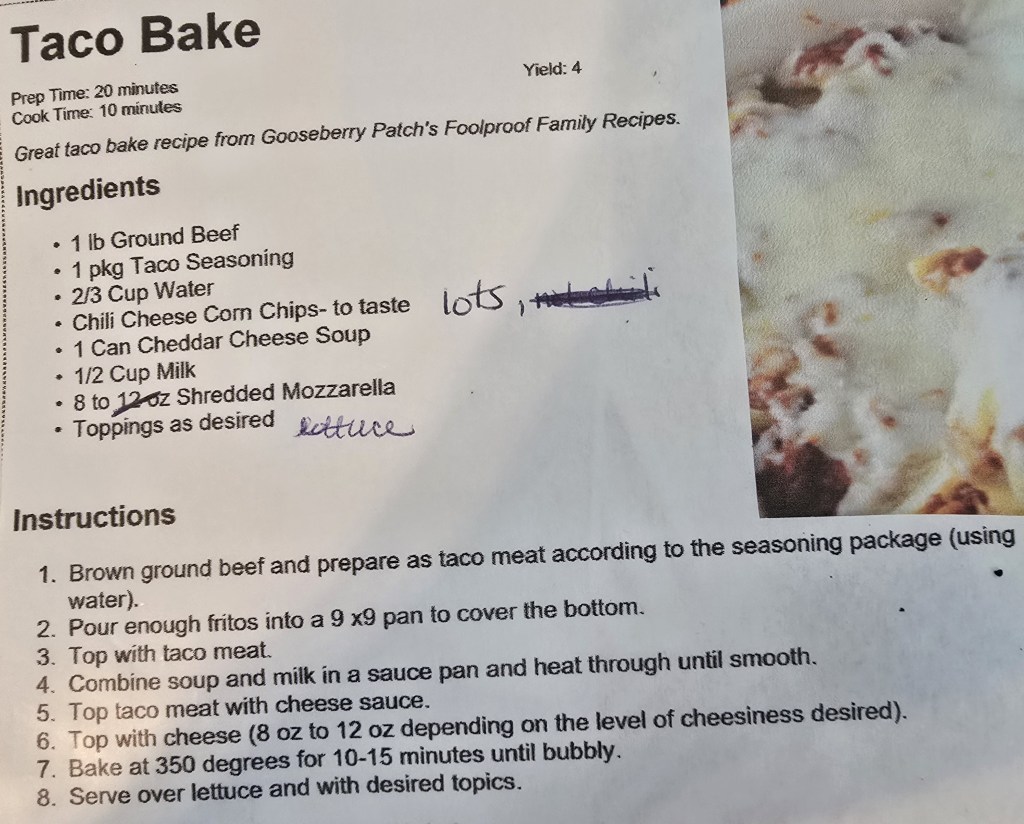 Taco Bake
Prep Time: 20 minutes
Yield: 4
Cook Time: 10 minutes
Great taco bake recipe from Gooseberry Patch's Foolproof Family Recipes.
Ingredients
• 1 lb Ground Beef
• 1 pkg Taco Seasoning
• 2/3 Cup Water
• Chili Cheese Corn Chips- to taste lots,
• 1 Can Cheddar Cheese Soup
• 1/2 Cup Milk
• 8 to 12 oz Shredded Mozzarella
• Toppings as desired lettuce
Instructions
1. Brown ground beef and prepare as taco meat according to the seasoning package (using
water).
2. Pour enough fritos into a 9 x9 pan to cover the bottom.
3. Top with taco meat.
4. Combine soup and milk in a sauce pan and heat through until smooth.
5. Top taco meat with cheese sauce.
6. Top with cheese (8 oz to 12 oz depending on the level of cheesiness desired).
7. Bake at 350 degrees for 10-15 minutes until bubbly.
8. Serve over lettuce and with desired topics.